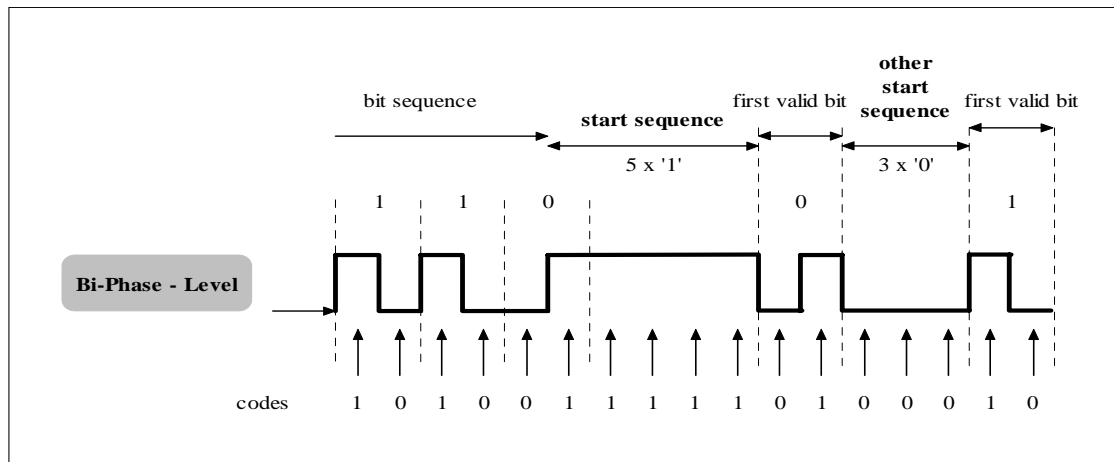 other
start
sequence
bit sequence
first valid bit
first valid bit
start sequence
5 x '1'
3 x '0'
1 1 0 0 1
Bi-Phase - Level
codes 1 0 1 0 0 1 1 1 1 1 0 1 0 0 0 1 0